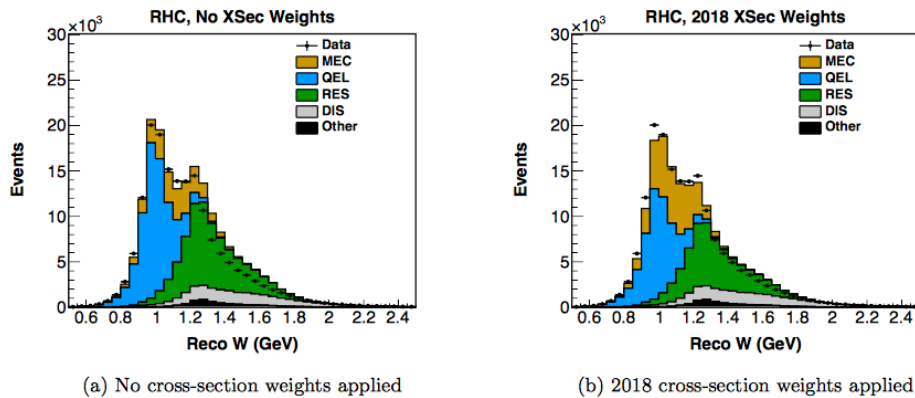 RHC, No XSec Weights
30×10³
25
20
15
10
5
0
Events
Data
MEC
QEL
RES
DIS
Other
0.6 0.8 1 1.2 1.4 1.6 1.8 2 2.2 2.4
Reco W (GeV)
(a) No cross-section weights applied
RHC, 2018 XSec Weights
30×10³
25
20
15
10
5
0
Events
Data
MEC
QEL
RES
DIS
Other
0.6 0.8 1 1.2 1.4 1.6 1.8 2 2.2 2.4
Reco W (GeV)
(b) 2018 cross-section weights applied